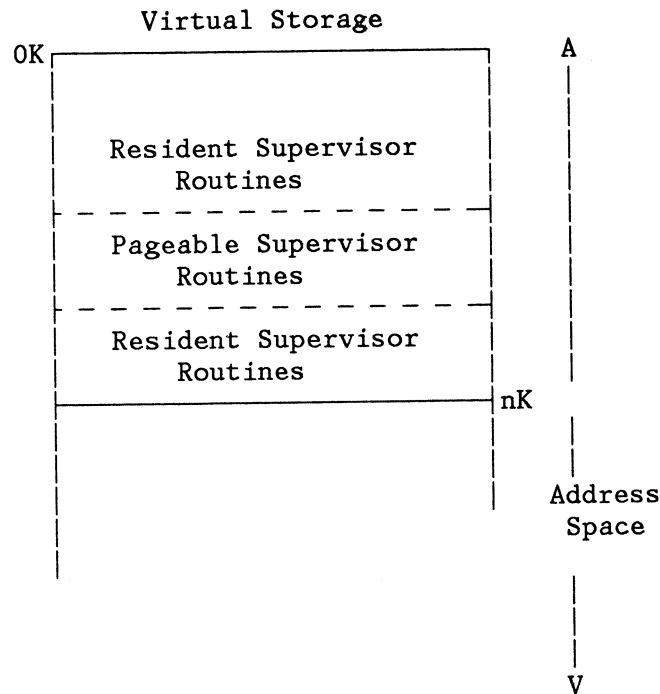 Virtual Storage
0K
A
Resident Supervisor
Routines
Pageable Supervisor
Routines
Resident Supervisor
Routines
nK
Address
Space
V